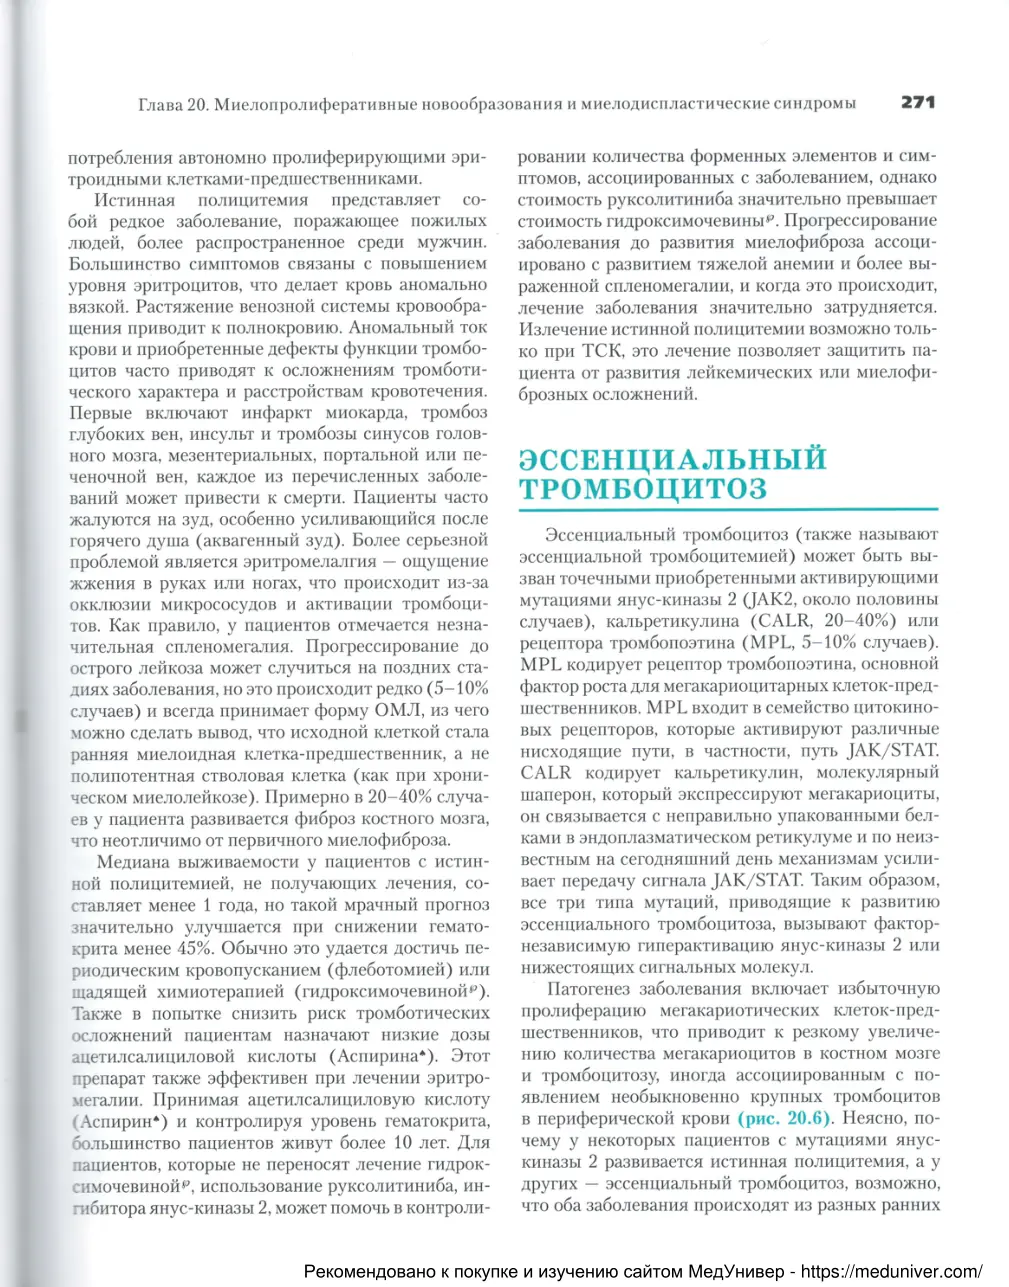 Глава 20. Миелопролиферативные новообразования и миелодиспластические синдромы 271
потребления автономно пролиферирующими эри-
троидными клетками-предшественниками.
Истинная полицитемия представляет со-
бой редкое заболевание, поражающее пожилых
людей, более распространенное среди мужчин.
Большинство симптомов связаны с повышением
уровня эритроцитов, что делает кровь аномально
вязкой. Растяжение венозной системы кровообра-
щения приводит к полнокровию. Аномальный ток
крови и приобретенные дефекты функции тромбо-
цитов часто приводят к осложнениям тромботи-
ческого характера и расстройствам кровотечения.
Первые включают инфаркт миокарда, тромбоз
глубоких вен, инсульт и тромбозы синусов голов-
ного мозга, мезентериальных, портальной или пе-
ченочной вен, каждое из перечисленных заболе-
ваний может привести к смерти. Пациенты часто
жалуются на зуд, особенно усиливающийся после
горячего душа (аквагенный зуд). Более серьезной
проблемой является эритромелалгия — ощущение
жжения в руках или ногах, что происходит из-за
окклюзии микрососудов и активации тромбоци-
тов. Как правило, у пациентов отмечается незна-
чительная спленомегалия. Прогрессирование до
острого лейкоза может случиться на поздних ста-
диях заболевания, но это происходит редко (5–10%
случаев) и всегда принимает форму ОМЛ, из чего
можно сделать вывод, что исходной клеткой стала
ранняя миелоидная клетка-предшественник, а не
полипотентная стволовая клетка (как при хрони-
ческом миелолейкозе). Примерно в 20–40% случа-
ев у пациента развивается фиброз костного мозга,
что неотличимо от первичного миелофиброза.
Медиана выживаемости у пациентов с истин-
ной полицитемией, не получающих лечения, со-
ставляет менее 1 года, но такой мрачный прогноз
значительно улучшается при снижении гемато-
крита менее 45%. Обычно это удается достичь пе-
риодическим кровопусканием (флеботомией) или
щадящей химиотерапией (гидроксимочевиной℘).
Также в попытке снизить риск тромботических
осложнений пациентам назначают низкие дозы
ацетилсалициловой кислоты (Аспирина♠). Этот
препарат также эффективен при лечении эритро-
мегалии. Принимая ацетилсалициловую кислоту
(Аспирин♠) и контролируя уровень гематокрита,
большинство пациентов живут более 10 лет. Для
пациентов, которые не переносят лечение гидрок-
симочевиной℘, использование руксолитиниба, ин-
гибитора янус-киназы 2, может помочь в контроли-
ровании количества форменных элементов и сим-
птомов, ассоциированных с заболеванием, однако
стоимость руксолитиниба значительно превышает
стоимость гидроксимочевины℘. Прогрессирование
заболевания до развития миелофиброза ассоци-
ировано с развитием тяжелой анемии и более вы-
раженной спленомегалии, и когда это происходит,
лечение заболевания значительно затрудняется.
Излечение истинной полицитемии возможно толь-
ко при ТСК, это лечение позволяет защитить па-
циента от развития лейкемических или миелофи-
брозных осложнений.
ЭССЕНЦИАЛЬНЫЙ
ТРОМБОЦИТОЗ
Эссенциальный тромбоцитоз (также называют
эссенциальной тромбоцитемией) может быть вы-
зван точечными приобретенными активирующими
мутациями янус-киназы 2 (JAK2, около половины
случаев), кальретикулина (CALR, 20–40%) или
рецептора тромбопоэтина (MPL, 5–10% случаев).
MPL кодирует рецептор тромбопоэтина, основной
фактор роста для мегакариоцитарных клеток-пред-
шественников. MPL входит в семейство цитокино-
вых рецепторов, которые активируют различные
нисходящие пути, в частности, путь JAK/STAT.
CALR кодирует кальретикулин, молекулярный
шаперон, который экспрессируют мегакариоциты,
он связывается с неправильно упакованными бел-
ками в эндоплазматическом ретикулуме и по неиз-
вестным на сегодняшний день механизмам усили-
вает передачу сигнала JAK/STAT. Таким образом,
все три типа мутаций, приводящие к развитию
эссенциального тромбоцитоза, вызывают фактор-
независимую гиперактивацию янус-киназы 2 или
нижестоящих сигнальных молекул.
Патогенез заболевания включает избыточную
пролиферацию мегакариотических клеток-пред-
шественников, что приводит к резкому увеличе-
нию количества мегакариоцитов в костном мозге
и тромбоцитозу, иногда ассоциированным с по-
явлением необыкновенно крупных тромбоцитов
в периферической крови (рис. 20.6). Неясно, по-
чему у некоторых пациентов с мутациями янус-
киназы 2 развивается истинная полицитемия, а у
других — эссенциальный тромбоцитоз, возможно,
что оба заболевания происходят из разных ранних
Рекомендовано к покупке и изучению сайтом МедУнивер - https://meduniver.com/